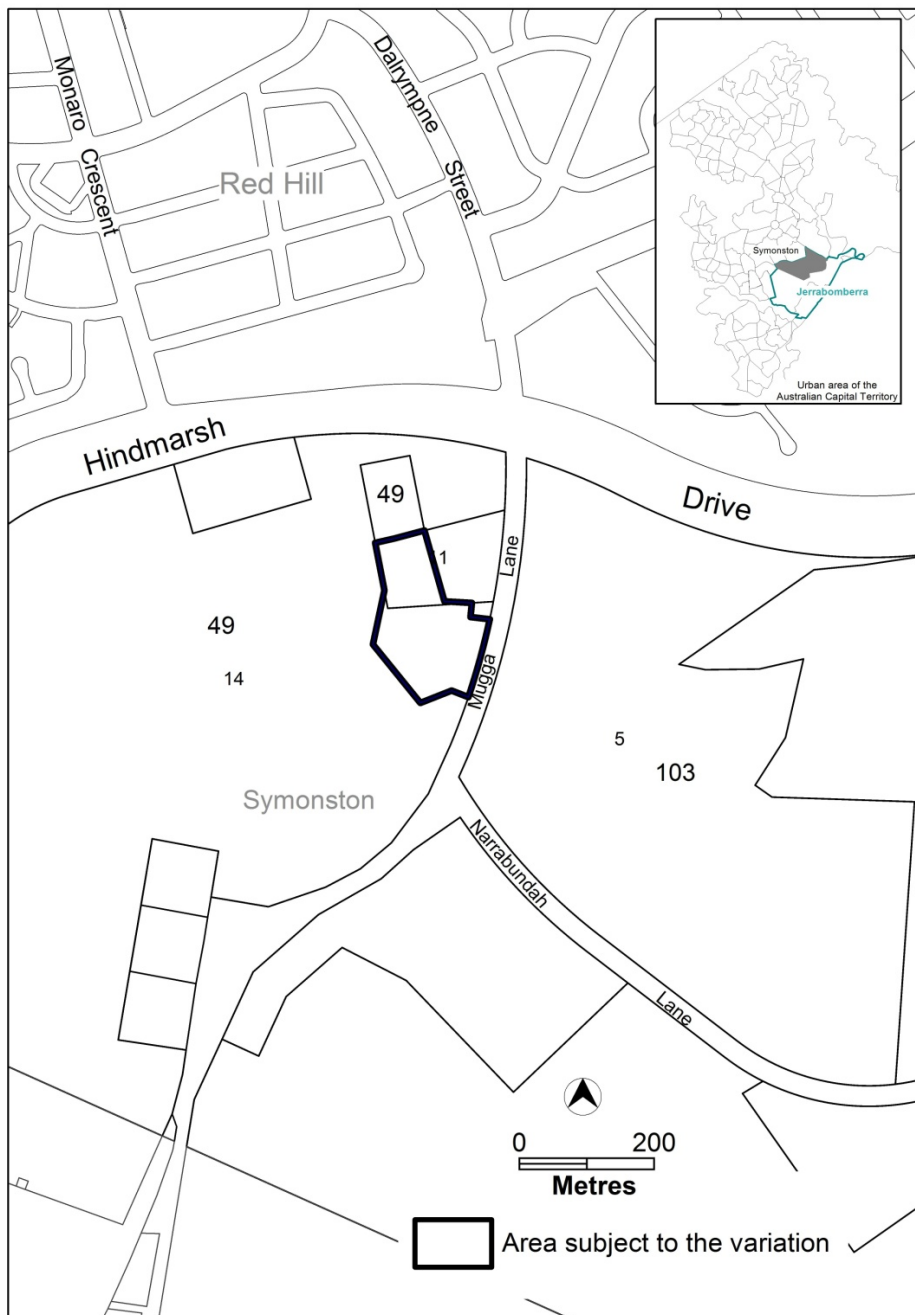 Monaro Crescent
Dalrympne Street
Red Hill
Symonston
Jerrabomberra
Urban area of the
Australian Capital Territory
Hindmarsh
Drive
49
1
Lane
49
14
Mugga
5
103
Symonston
Narrabundah
Lane
0 200
Metres
Area subject to the variation